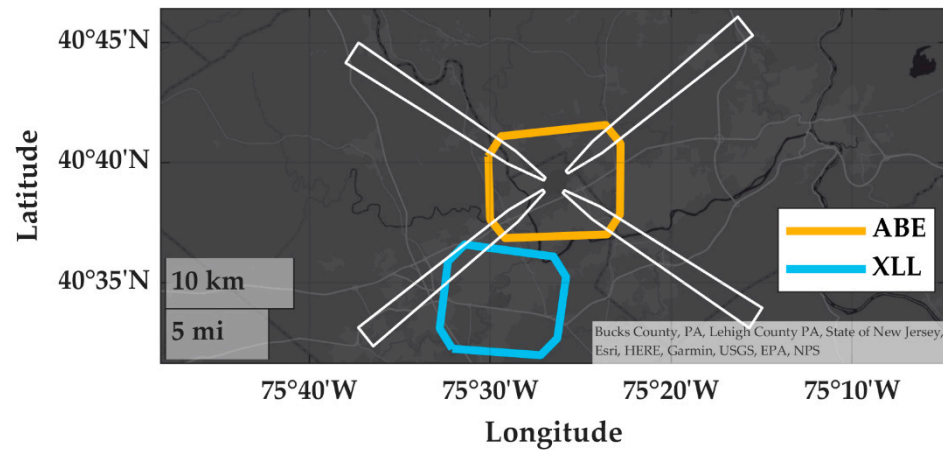 Latitude
40°45'N
40°40'N
40°35'N
10 km
5 mi
ABE
XLL
Bucks County, PA, Lehigh County PA, State of New Jersey,
Esri, HERE, Garmin, USGS, EPA, NPS
75°40'W 75°30'W 75°20'W 75°10'W
Longitude